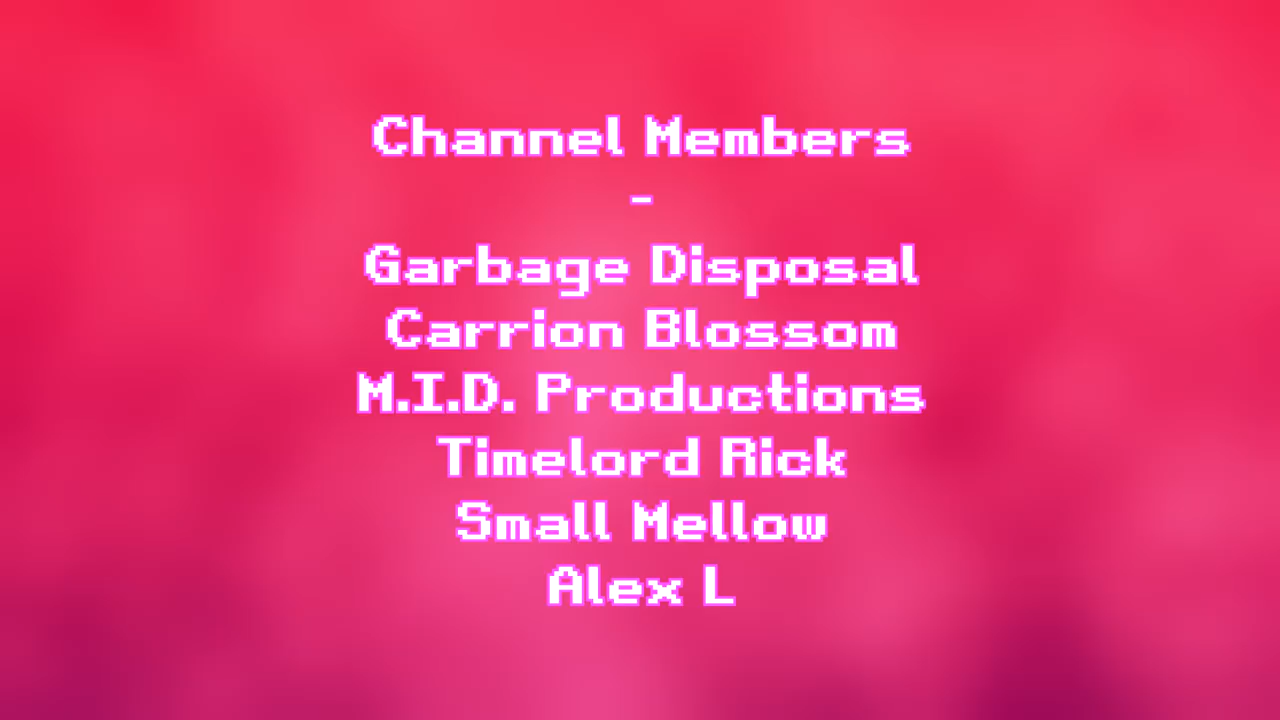 Channel Members
-
Garbage Disposal
Carrion Blossom
M.I.D. Productions
Timelord Rick
Small Mellow
Alex L